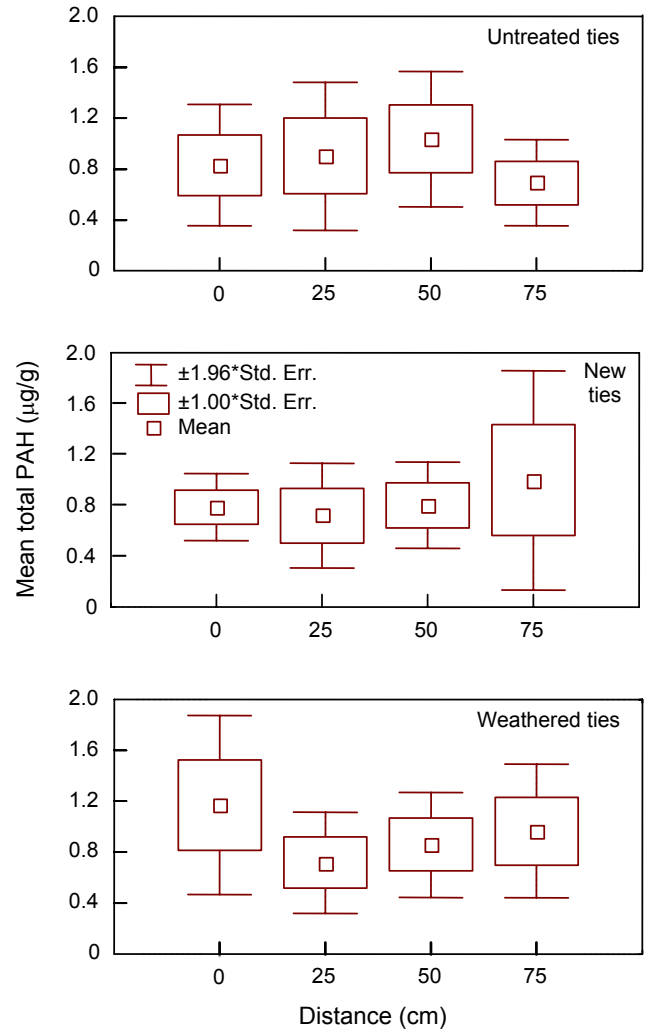 2.0
Untreated ties
1.6
1.2
0.8
0.4
0
0 25 50 75
Mean total PAH (µg/g)
2.0
±1.96*Std. Err.
New
ties
±1.00*Std. Err.
1.6
Mean
1.2
0.8
0.4
0
0 25 50 75
2.0
Weathered ties
1.6
1.2
0.8
0.4
0
0 25 50 75
Distance (cm)